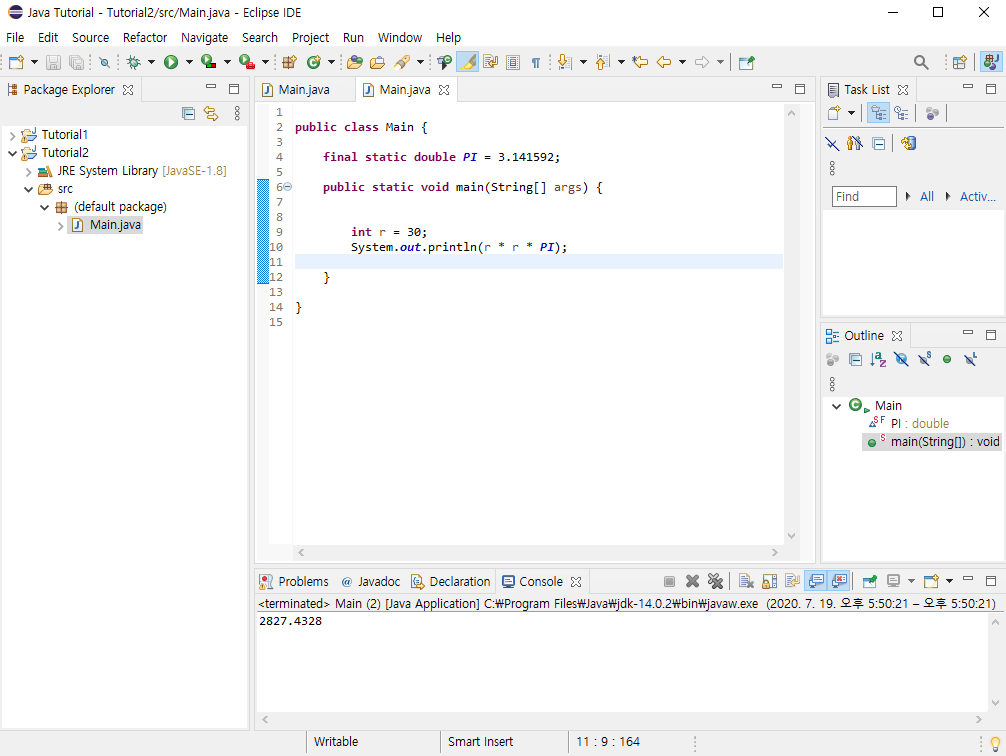 Java Tutorial - Tutorial2/src/Main.java - Eclipse IDE
File Edit Source Refactor Navigate Search Project Run Window Help
Package Explorer
Tutorial1
Tutorial2
JRE System Library [JavaSE-1.8]
src
(default package)
Main.java
Main.java Main.java
1
2 public class Main {
3
4 final static double PI = 3.141592;
5
6 public static void main(String[] args) {
7
8
9 int r = 30;
10 System.out.println(r * r * PI);
11
12 }
13
14 }
15
Task List
Find All Activ...
Outline
Main
PI : double
main(String[]) : void
Problems @ Javadoc Declaration Console
<terminated> Main (2) [Java Application] C:₩Program Files₩Java₩jdk-14.0.2₩bin₩javaw.exe (2020. 7. 19. 오후 5:50:21 – 오후 5:50:21)
2827.4328
Writable Smart Insert 11 : 9 : 164